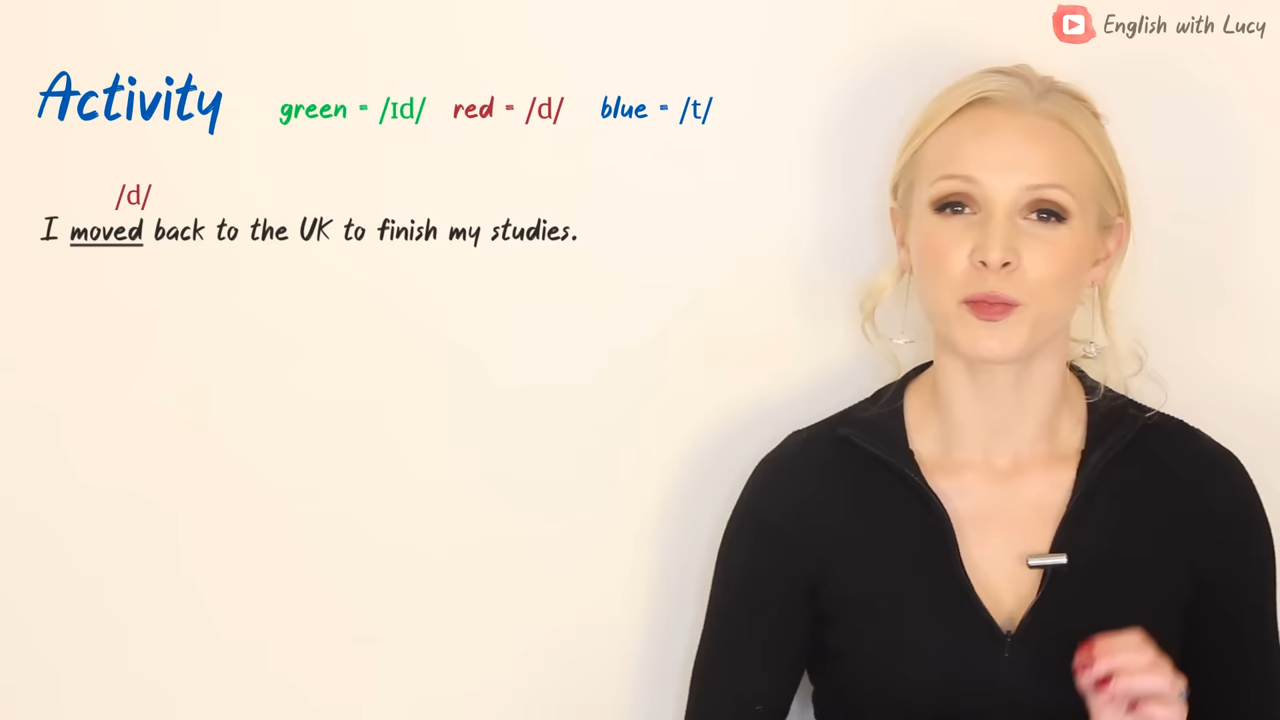 English with Lucy
Activity green = /ɪd/ red = /d/ blue = /t/
/d/
I moved back to the UK to finish my studies.